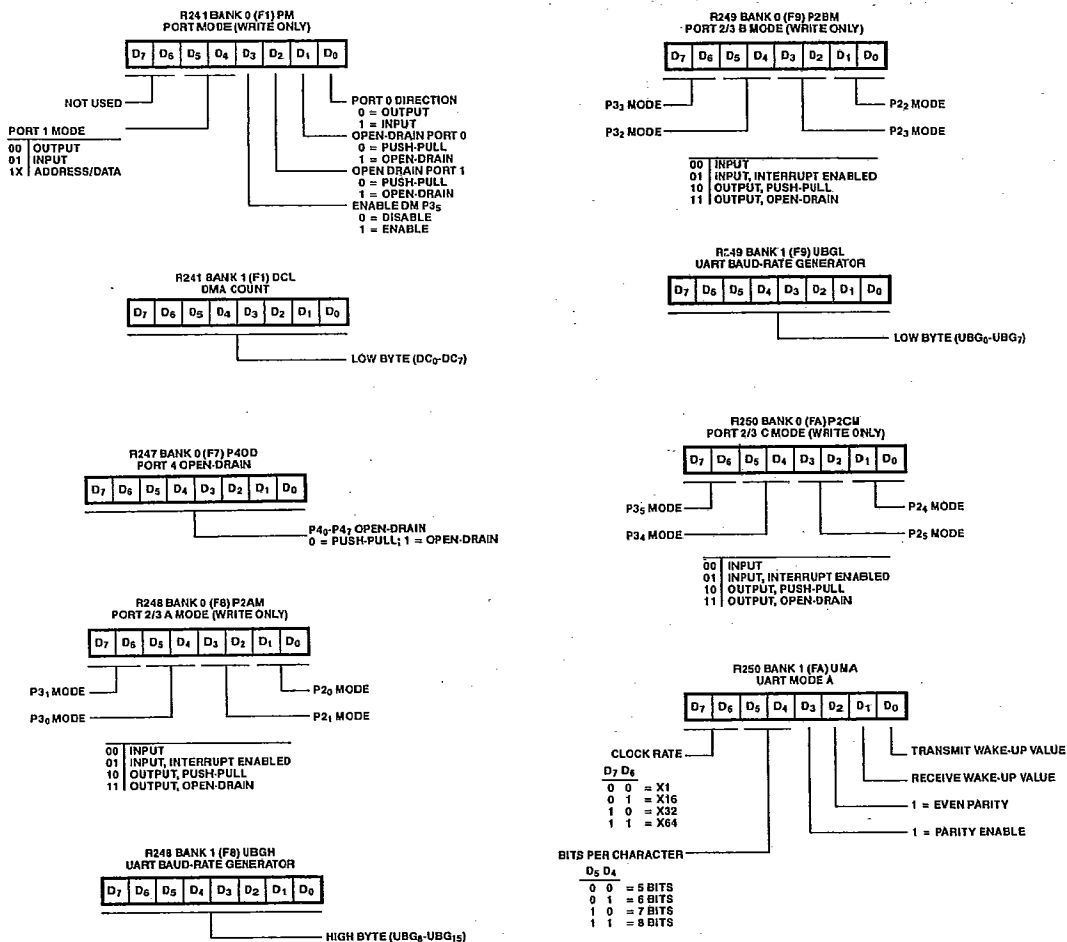 R241 BANK 0 (F1) PM
PORT MODE (WRITE ONLY)
D7 D6 D5 D4 D3 D2 D1 D0
NOT USED
PORT 1 MODE
00 OUTPUT
01 INPUT
1X ADDRESS/DATA
PORT 0 DIRECTION
0 = OUTPUT
1 = INPUT
OPEN-DRAIN PORT 0
0 = PUSH-PULL
1 = OPEN-DRAIN
OPEN DRAIN PORT 1
0 = PUSH-PULL
1 = OPEN-DRAIN
ENABLE DM P35
0 = DISABLE
1 = ENABLE
R241 BANK 1 (F1) DCL
DMA COUNT
D7 D6 D5 D4 D3 D2 D1 D0
LOW BYTE (DC0-DC7)
R247 BANK 0 (F7) P4OD
PORT 4 OPEN-DRAIN
D7 D6 D5 D4 D3 D2 D1 D0
P40-P47 OPEN-DRAIN
0 = PUSH-PULL; 1 = OPEN-DRAIN
R248 BANK 0 (F8) P2AM
PORT 2/3 A MODE (WRITE ONLY)
D7 D6 D5 D4 D3 D2 D1 D0
P31 MODE
P30 MODE
P20 MODE
P21 MODE
00 INPUT
01 INPUT, INTERRUPT ENABLED
10 OUTPUT, PUSH-PULL
11 OUTPUT, OPEN-DRAIN
R248 BANK 1 (F8) UBGH
UART BAUD-RATE GENERATOR
D7 D6 D5 D4 D3 D2 D1 D0
HIGH BYTE (UBG8-UBG15)
R249 BANK 0 (F9) P2BM
PORT 2/3 B MODE (WRITE ONLY)
D7 D6 D5 D4 D3 D2 D1 D0
P33 MODE
P32 MODE
P22 MODE
P23 MODE
00 INPUT
01 INPUT, INTERRUPT ENABLED
10 OUTPUT, PUSH-PULL
11 OUTPUT, OPEN-DRAIN
R249 BANK 1 (F9) UBGL
UART BAUD-RATE GENERATOR
D7 D6 D5 D4 D3 D2 D1 D0
LOW BYTE (UBG0-UBG7)
R250 BANK 0 (FA) P2CM
PORT 2/3 C MODE (WRITE ONLY)
D7 D6 D5 D4 D3 D2 D1 D0
P35 MODE
P34 MODE
P24 MODE
P25 MODE
00 INPUT
01 INPUT, INTERRUPT ENABLED
10 OUTPUT, PUSH-PULL
11 OUTPUT, OPEN-DRAIN
R250 BANK 1 (FA) UMA
UART MODE A
D7 D6 D5 D4 D3 D2 D1 D0
CLOCK RATE
D7 D6
0 0 = X1
0 1 = X16
1 0 = X32
1 1 = X64
BITS PER CHARACTER
D5 D4
0 0 = 5 BITS
0 1 = 6 BITS
1 0 = 7 BITS
1 1 = 8 BITS
TRANSMIT WAKE-UP VALUE
RECEIVE WAKE-UP VALUE
1 = EVEN PARITY
1 = PARITY ENABLE